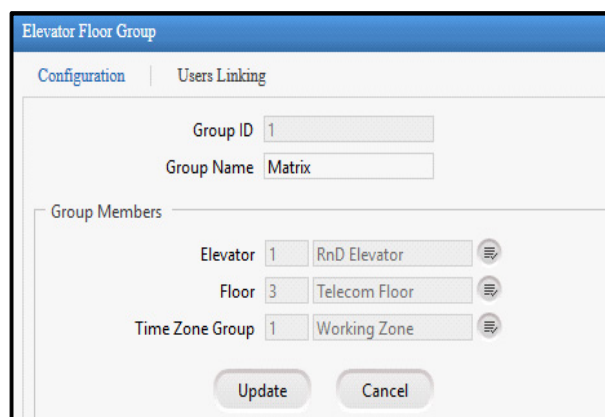 Elevator Floor Group
Configuration | Users Linking
Group ID 1
Group Name Matrix
Group Members
Elevator 1 RnD Elevator
Floor 3 Telecom Floor
Time Zone Group 1 Working Zone
Update Cancel